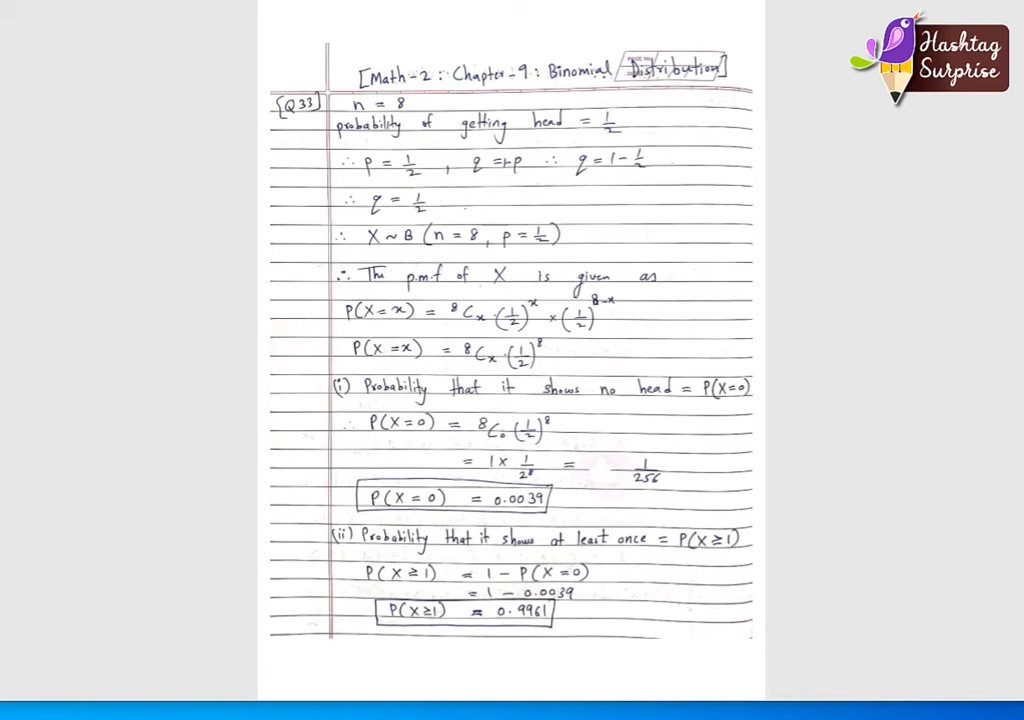 Hashtag
Surprise
[Math-2 : Chapter-9 : Binomial Distribution]
[Q33] n = 8
probability of getting head = 1/2
∴ p = 1/2 , q = 1-p ∴ q = 1 - 1/2
∴ q = 1/2
∴ X ~ B (n = 8, p = 1/2)
∴ The p.m.f of X is given as
P(X = x) = ⁸Cₓ · (1/2)ˣ × (1/2)⁸⁻ˣ
P(X = x) = ⁸Cₓ · (1/2)⁸
(i) Probability that it shows no head = P(X=0)
∴ P(X = 0) = ⁸C₀ (1/2)⁸
= 1 × 1/2⁸ = 1/256
P(X = 0) = 0.0039
(ii) Probability that it shows at least once = P(X ≥ 1)
P(X ≥ 1) = 1 - P(X = 0)
= 1 - 0.0039
P(X≥1) = 0.9961